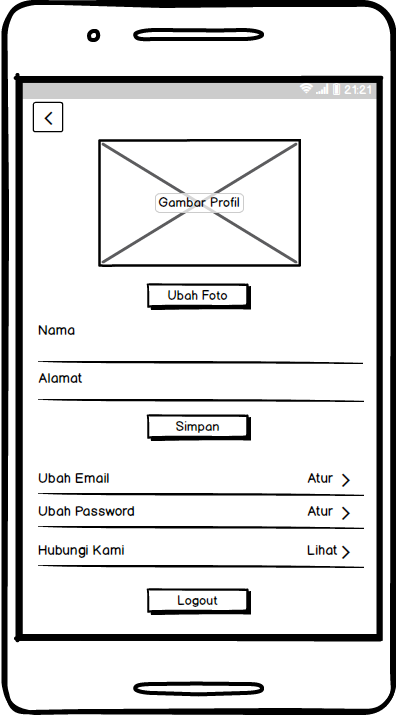 21:21
Gambar Profil
Ubah Foto
Nama
Alamat
Simpan
Ubah Email Atur
Ubah Password Atur
Hubungi Kami Lihat
Logout